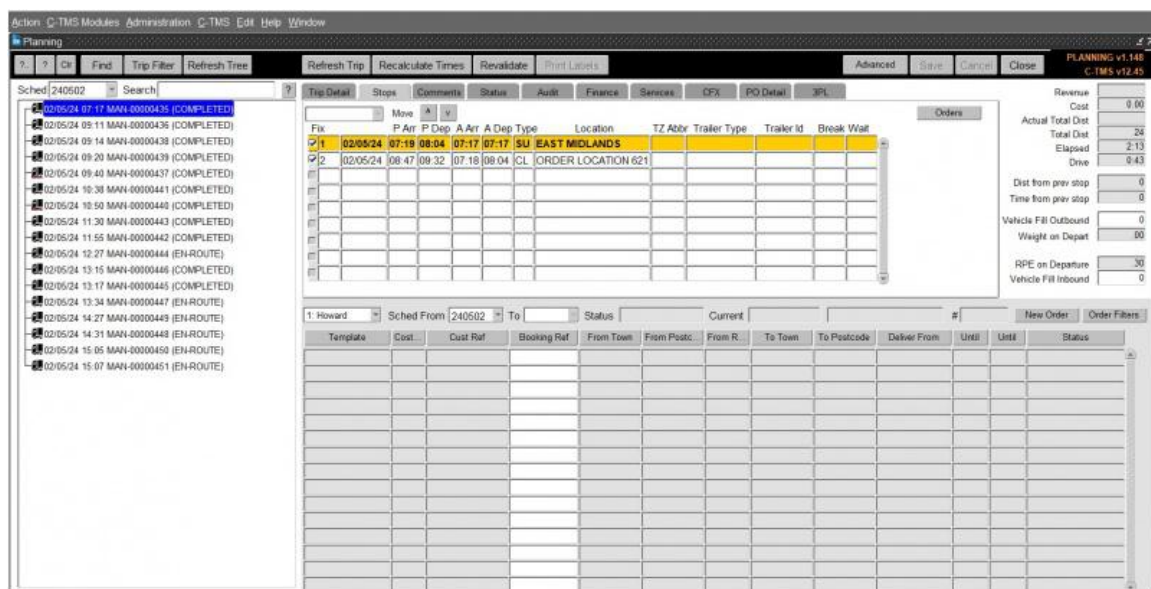 Action C-TMS Modules Administration C-TMS Edit Help Window
Planning
?.. ? Clr Find Trip Filter Refresh Tree Refresh Trip Recalculate Times Revalidate Print Labels Advanced Save Cancel Close PLANNING v1.148
C-TMS v12.45
Sched 240502 Search ?
02/05/24 07:17 MAN-00000435 (COMPLETED)
02/05/24 09:11 MAN-00000436 (COMPLETED)
02/05/24 09:14 MAN-00000438 (COMPLETED)
02/05/24 09:20 MAN-00000439 (COMPLETED)
02/05/24 09:40 MAN-00000437 (COMPLETED)
02/05/24 10:38 MAN-00000441 (COMPLETED)
02/05/24 10:50 MAN-00000440 (COMPLETED)
02/05/24 11:30 MAN-00000443 (COMPLETED)
02/05/24 11:55 MAN-00000442 (COMPLETED)
02/05/24 12:27 MAN-00000444 (EN-ROUTE)
02/05/24 13:15 MAN-00000446 (COMPLETED)
02/05/24 13:17 MAN-00000445 (COMPLETED)
02/05/24 13:34 MAN-00000447 (EN-ROUTE)
02/05/24 14:27 MAN-00000449 (EN-ROUTE)
02/05/24 14:31 MAN-00000448 (EN-ROUTE)
02/05/24 15:05 MAN-00000450 (EN-ROUTE)
02/05/24 15:07 MAN-00000451 (EN-ROUTE)
Trip Detail Stops Comments Status Audit Finance Services CFX PO Detail 3PL
Move ^ v Orders
Fix P Arr P Dep A Arr A Dep Type Location TZ Abbr Trailer Type Trailer Id Break Wait
1 02/05/24 07:19 08:04 07:17 07:17 SU EAST MIDLANDS
2 02/05/24 08:47 09:32 07:18 08:04 CL ORDER LOCATION 621
Revenue
Cost 0.00
Actual Total Dist
Total Dist 24
Elapsed 2:13
Drive 0:43
Dist from prev stop 0
Time from prev stop 0
Vehicle Fill Outbound 0
Weight on Depart .00
RPE on Departure 30
Vehicle Fill Inbound 0
1: Howard Sched From 240502 To Status Current # New Order Order Filters
Template Cost... Cust Ref Booking Ref From Town From Postc... From R... To Town To Postcode Deliver From Until Until Status